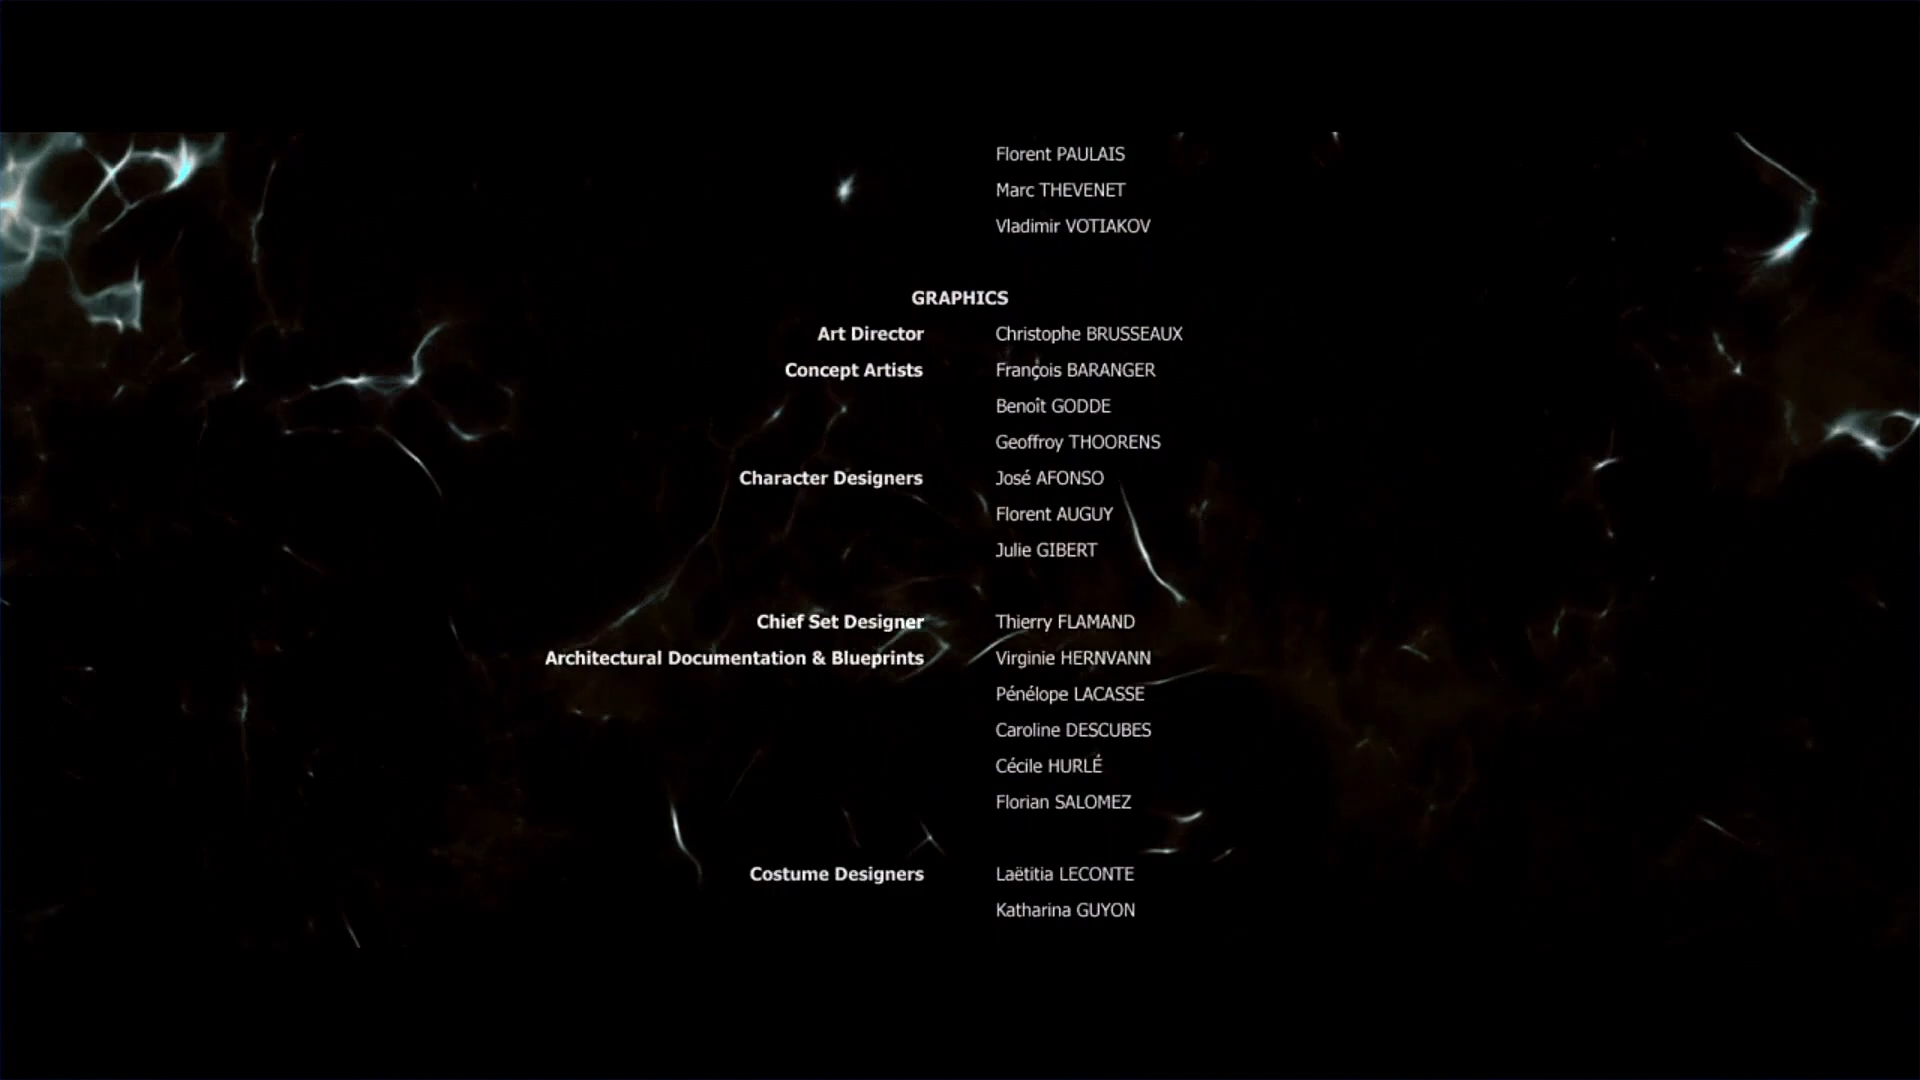 Florent PAULAIS
Marc THEVENET
Vladimir VOTIAKOV
GRAPHICS
Art Director Christophe BRUSSEAUX
Concept Artists François BARANGER
Benoît GODDE
Geoffroy THOORENS
Character Designers José AFONSO
Florent AUGUY
Julie GIBERT
Chief Set Designer Thierry FLAMAND
Architectural Documentation & Blueprints Virginie HERNVANN
Pénélope LACASSE
Caroline DESCUBES
Cécile HURLÉ
Florian SALOMEZ
Costume Designers Laëtitia LECONTE
Katharina GUYON